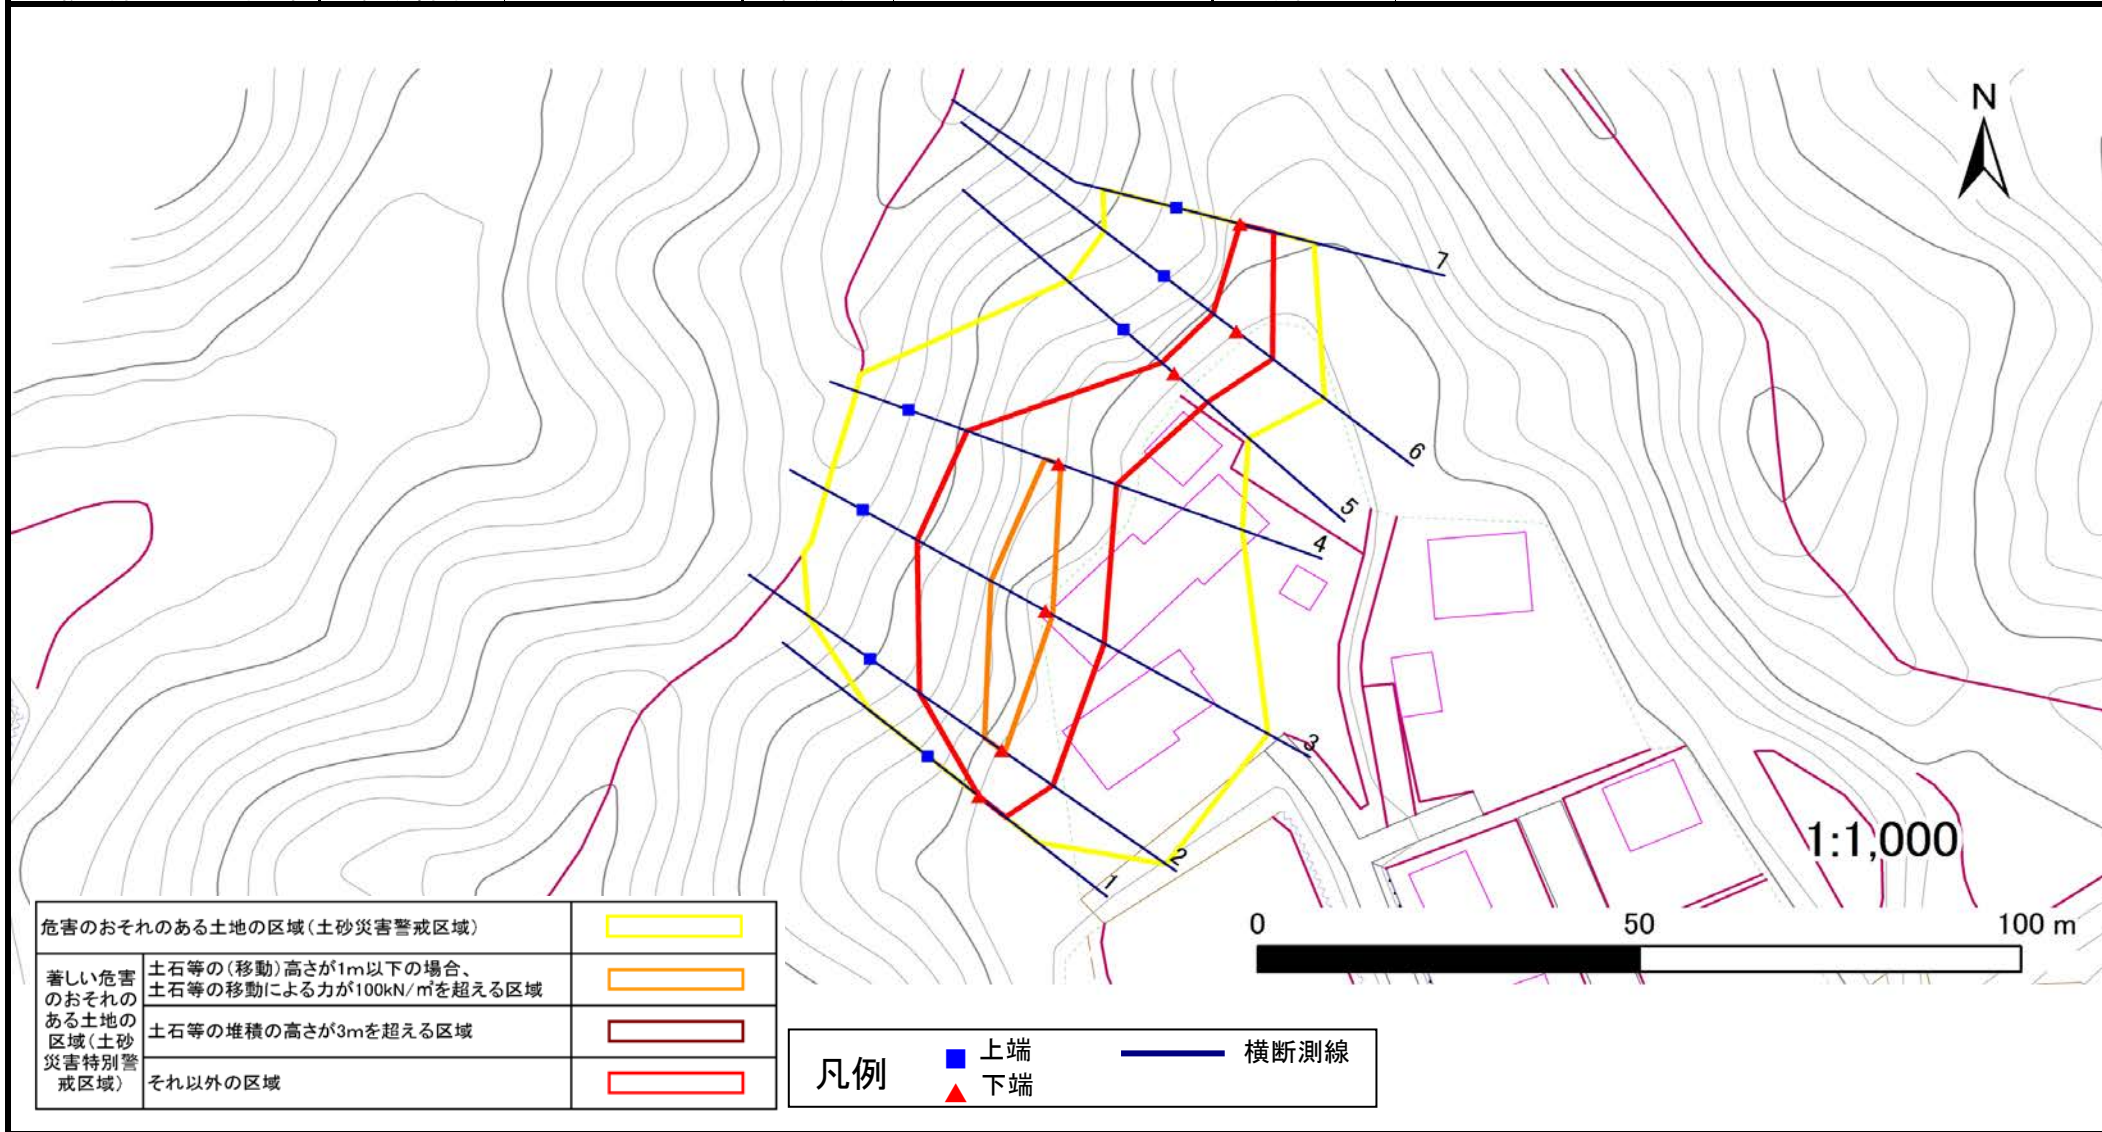 N
7
6
5
4
3
2
1
1:1,000
0 50 100 m
危害のおそれのある土地の区域(土砂災害警戒区域)
著しい危害
のおそれの
ある土地の
区域(土砂
災害特別警
戒区域)
土石等の(移動)高さが1m以下の場合、
土石等の移動による力が100kN/㎡を超える区域
土石等の堆積の高さが3mを超える区域
それ以外の区域
凡例
上端
下端
横断測線